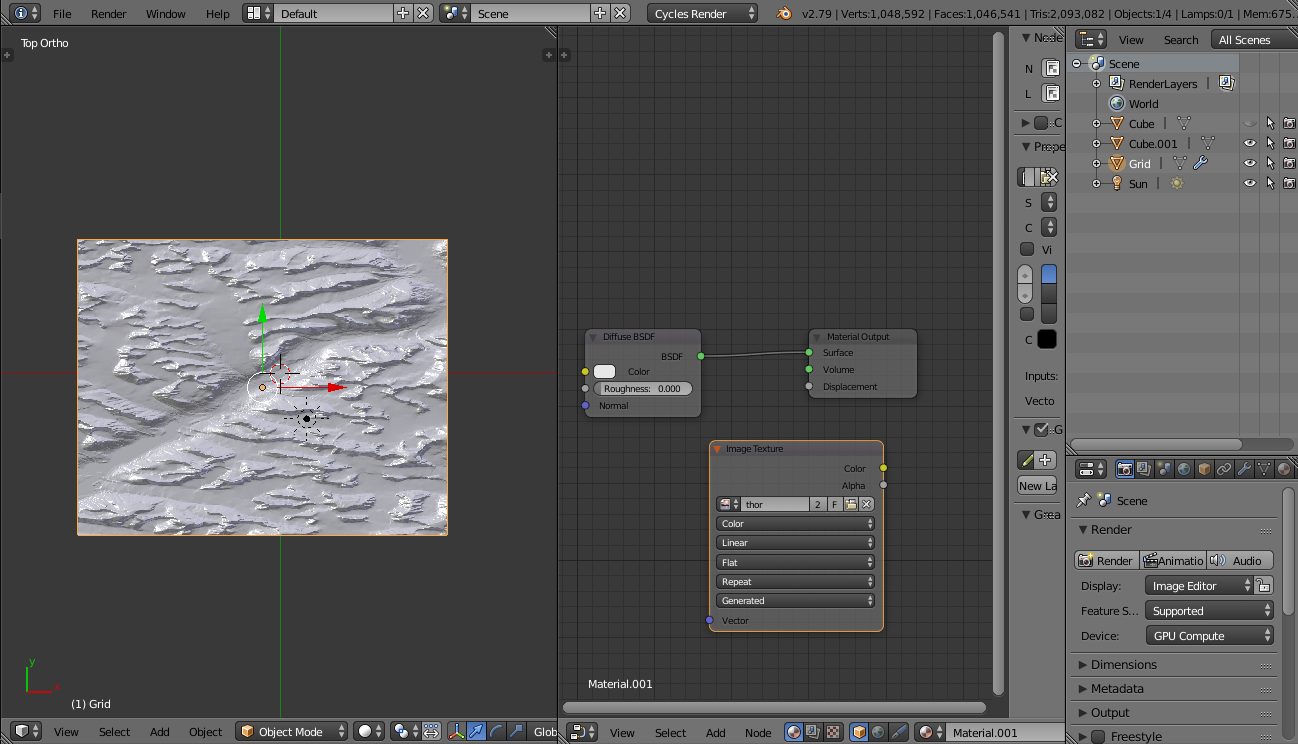 File Render Window Help Default Scene Cycles Render v2.79 | Verts:1,048,592 | Faces:1,046,541 | Tris:2,093,082 | Objects:1/4 | Lamps:0/1 | Mem:675.
Top Ortho
y
(1) Grid
View Select Add Object Object Mode Glob
Diffuse BSDF
BSDF
Color
Roughness: 0.000
Normal
Material Output
Surface
Volume
Displacement
Image Texture
Color
Alpha
thor 2 F
Color
Linear
Flat
Repeat
Generated
Vector
Material.001
View Select Add Node Material.001
Node
N
L
C
Prope
S
C
Vi
C
Inputs:
Vecto
G
New La
Grea
View Search All Scenes
Scene
RenderLayers |
World
Cube |
Cube.001 |
Grid |
Sun |
Scene
Render
Render Animatio Audio
Display: Image Editor
Feature S... Supported
Device: GPU Compute
Dimensions
Metadata
Output
Freestyle